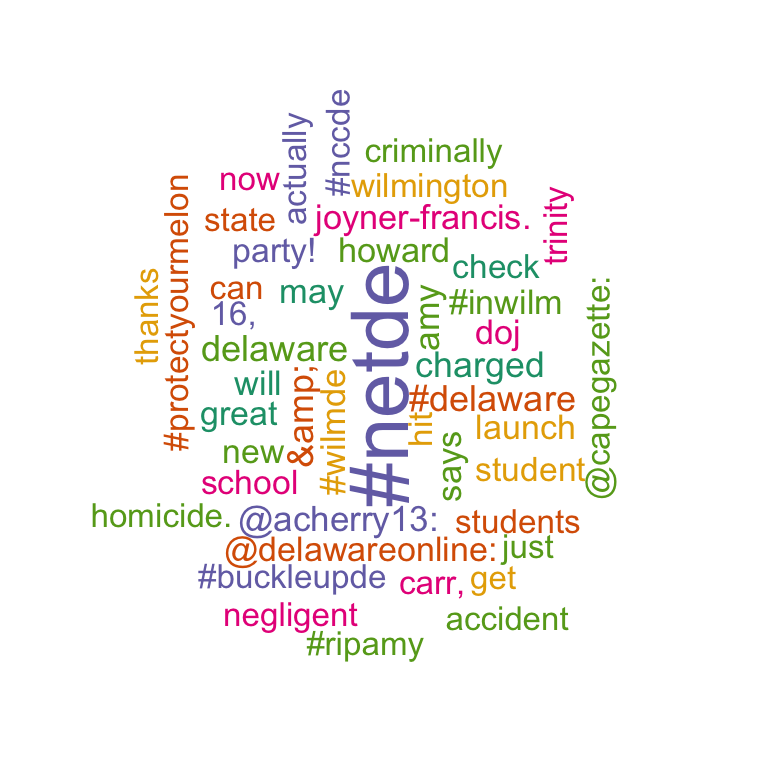 #nccde
actually
criminally
now
#wilmington
#protectyourmelon
trinity
state
joyner-francis.
party!
howard
check
thanks
can
may
#netde
amy
#inwilm
@capegazette:
16,
doj
delaware
charged
will
&amp;
#wilmde
#delaware
great
hit
launch
new
says
student
school
homicide.
@acherry13:
students
@delawareonline:
just
#buckleupde
carr,
get
negligent
accident
#ripamy